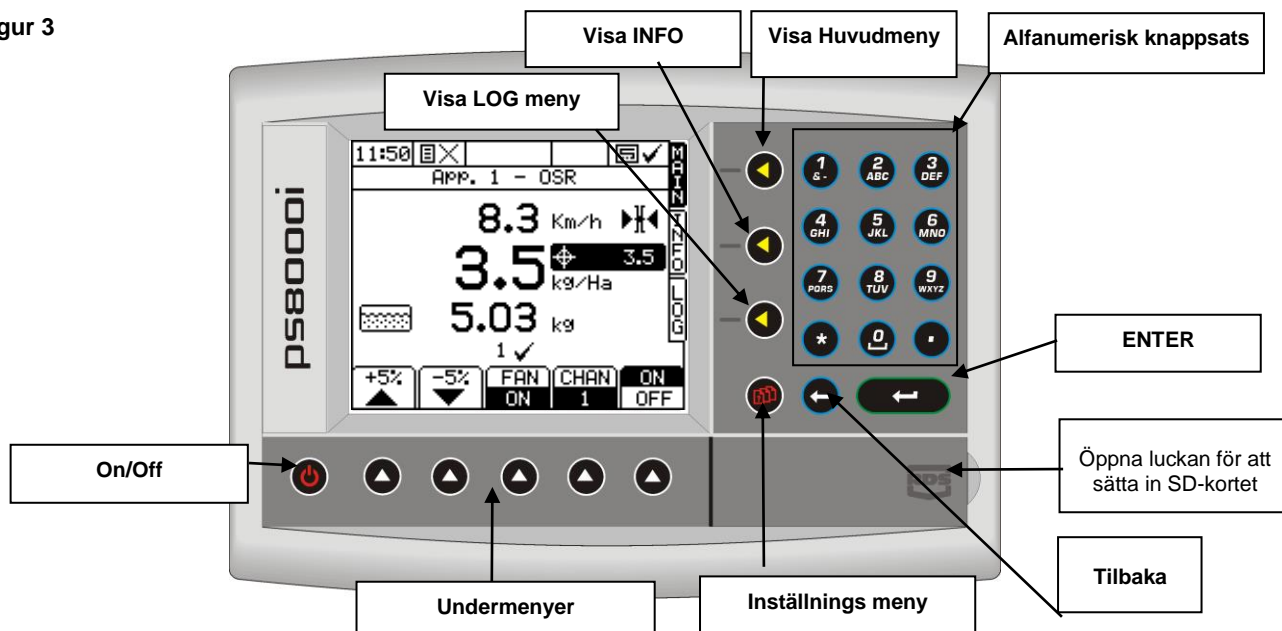 gur 3
Visa INFO
Visa Huvudmeny
Alfanumerisk knappsats
Visa LOG meny
ps8000i
11:50
App. 1 - OSR
8.3 Km/h
3.5 kg/Ha
3.5
5.03 kg
1
+5%
-5%
FAN
ON
CHAN
1
ON
OFF
MAIN
INFO
LOG
1
& -
2
ABC
3
DEF
4
GHI
5
JKL
6
MNO
7
PQRS
8
TUV
9
WXYZ
*
0
.
ENTER
On/Off
Öppna luckan för att
sätta in SD-kortet
RDS
Tilbaka
Undermenyer
Inställnings meny